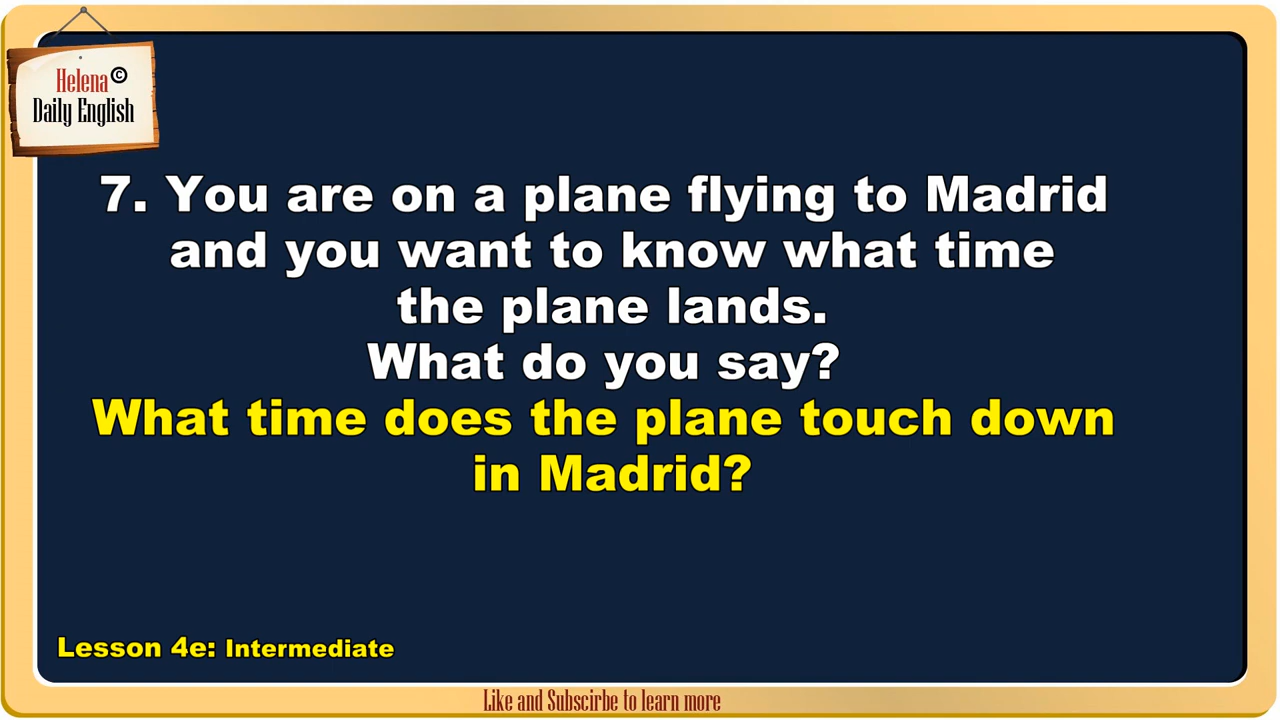 Helena©
Daily English
7. You are on a plane flying to Madrid
and you want to know what time
the plane lands.
What do you say?
What time does the plane touch down
in Madrid?
Lesson 4e: Intermediate
Like and Subscirbe to learn more